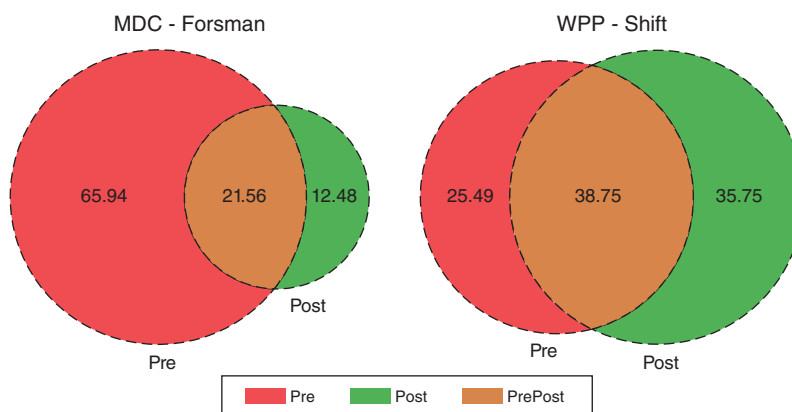 MDC - Forsman
65.94
21.56
12.48
Post
Pre
WPP - Shift
25.49
38.75
35.75
Pre
Post
Pre Post PrePost